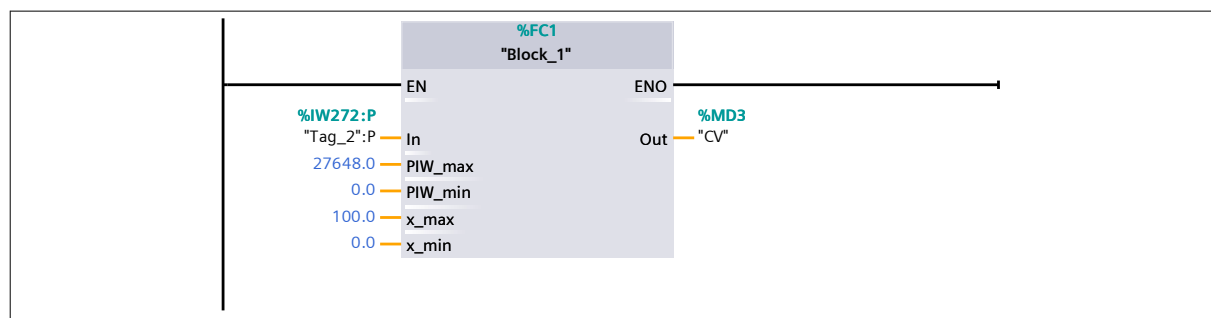 %FC1
"Block_1"
EN ENO
%IW272:P %MD3
"Tag_2":P In Out "CV"
27648.0 PIW_max
0.0 PIW_min
100.0 x_max
0.0 x_min